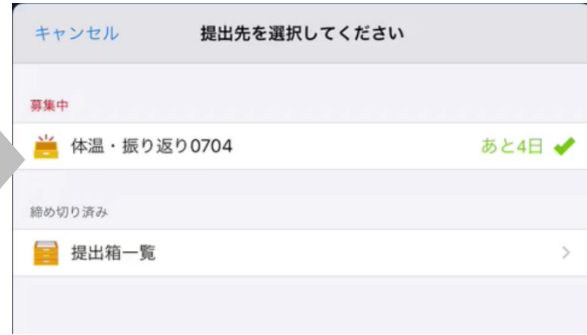 キャンセル 提出先を選択してください
募集中
体温・振り返り0704 あと4日
締め切り済み
提出箱一覧